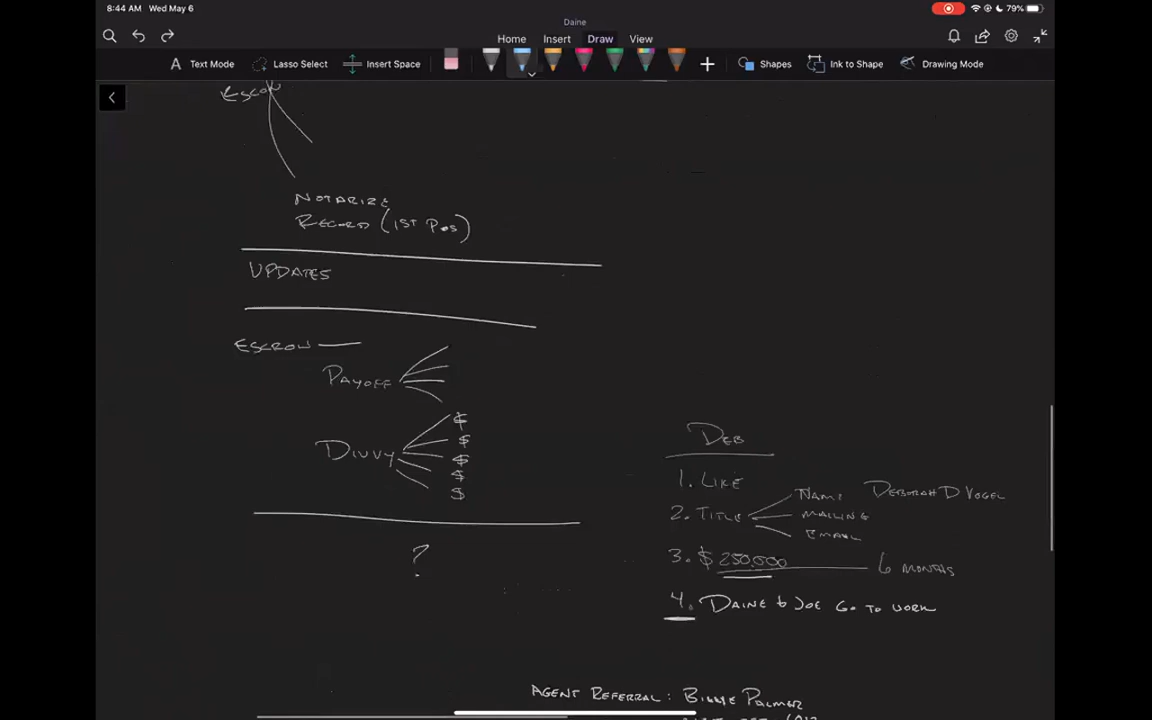 8:44 AM Wed May 6
79%
Daine
Home Insert Draw View
Text Mode Lasso Select Insert Space Shapes Ink to Shape Drawing Mode
ESCROW
NOTARIZE
RECORD (1ST POS)
UPDATES
ESCROW
PAYOFF
DIVVY $
$
$
$
$
?
DEB
1. LIKE
2. TITLE NAME DEBORAH D VOGEL
MAILING
EMAIL
3. $ 250,000 6 MONTHS
4. DAINE & JOE GO TO WORK
AGENT REFERRAL: BILLYE PALMER